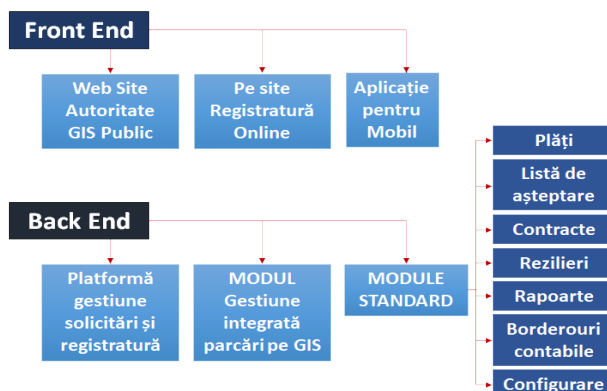 Front End
Web Site
Autoritate
GIS Public
Pe site
Registratură
Online
Aplicație
pentru
Mobil
Back End
Platformă
gestiune
solicitări și
registratură
MODUL
Gestiune
integrată
parcări pe GIS
MODULE
STANDARD
Plăți
Listă de
așteptare
Contracte
Rezilieri
Rapoarte
Borderouri
contabile
Configurare